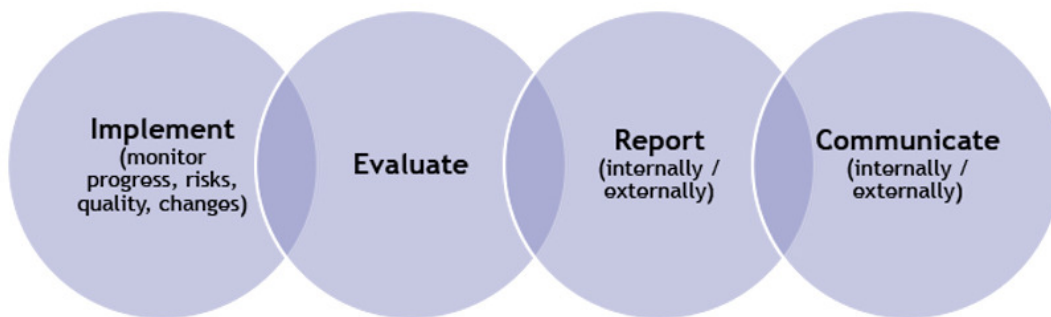 Implement
(monitor
progress, risks,
quality, changes)
Evaluate
Report
(internally /
externally)
Communicate
(internally /
externally)